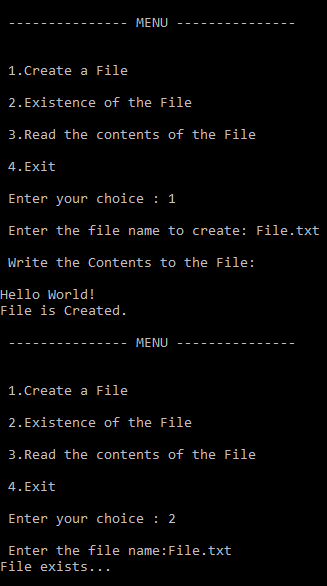 --------------- MENU ---------------
1.Create a File
2.Existence of the File
3.Read the contents of the File
4.Exit
Enter your choice : 1
Enter the file name to create: File.txt
Write the Contents to the File:
Hello World!
File is Created.
--------------- MENU ---------------
1.Create a File
2.Existence of the File
3.Read the contents of the File
4.Exit
Enter your choice : 2
Enter the file name:File.txt
File exists...